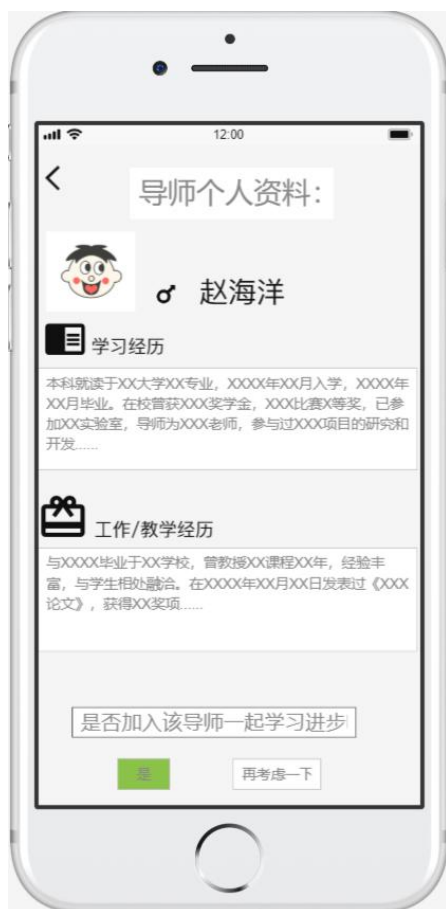 12:00
导师个人资料：
赵海洋
学习经历
本科就读于XX大学XX专业，XXXX年XX月入学，XXXX年
XX月毕业。在校曾获XXX奖学金，XXX比赛X等奖，已参
加XX实验室，导师为XXX老师，参与过XXX项目的研究和
开发......
工作/教学经历
与XXXX毕业于XX学校，曾教授XX课程XX年，经验丰
富，与学生相处融洽。在XXXX年XX月XX日发表过《XXX
论文》，获得XX奖项......
是否加入该导师一起学习进步
是
再考虑一下